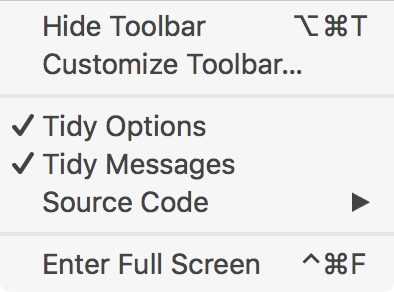 Hide Toolbar ⌥⌘T
Customize Toolbar...
✓ Tidy Options
✓ Tidy Messages
Source Code ▶
Enter Full Screen ^⌘F